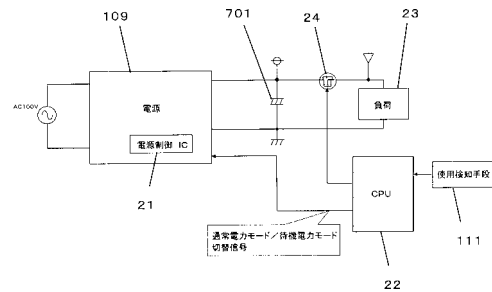 109
701
24
23
AC100V
電源
負荷
電源制御 IC
21
CPU
使用検知手段
通常電力モード／待機電力モード
切替信号
111
22